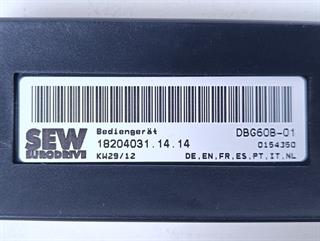 SEW
EURODRIVE
Bediengerät
DBG60B-01
18204031.14.14
0154350
KW29/12
DE,EN,FR,ES,PT,IT,NL